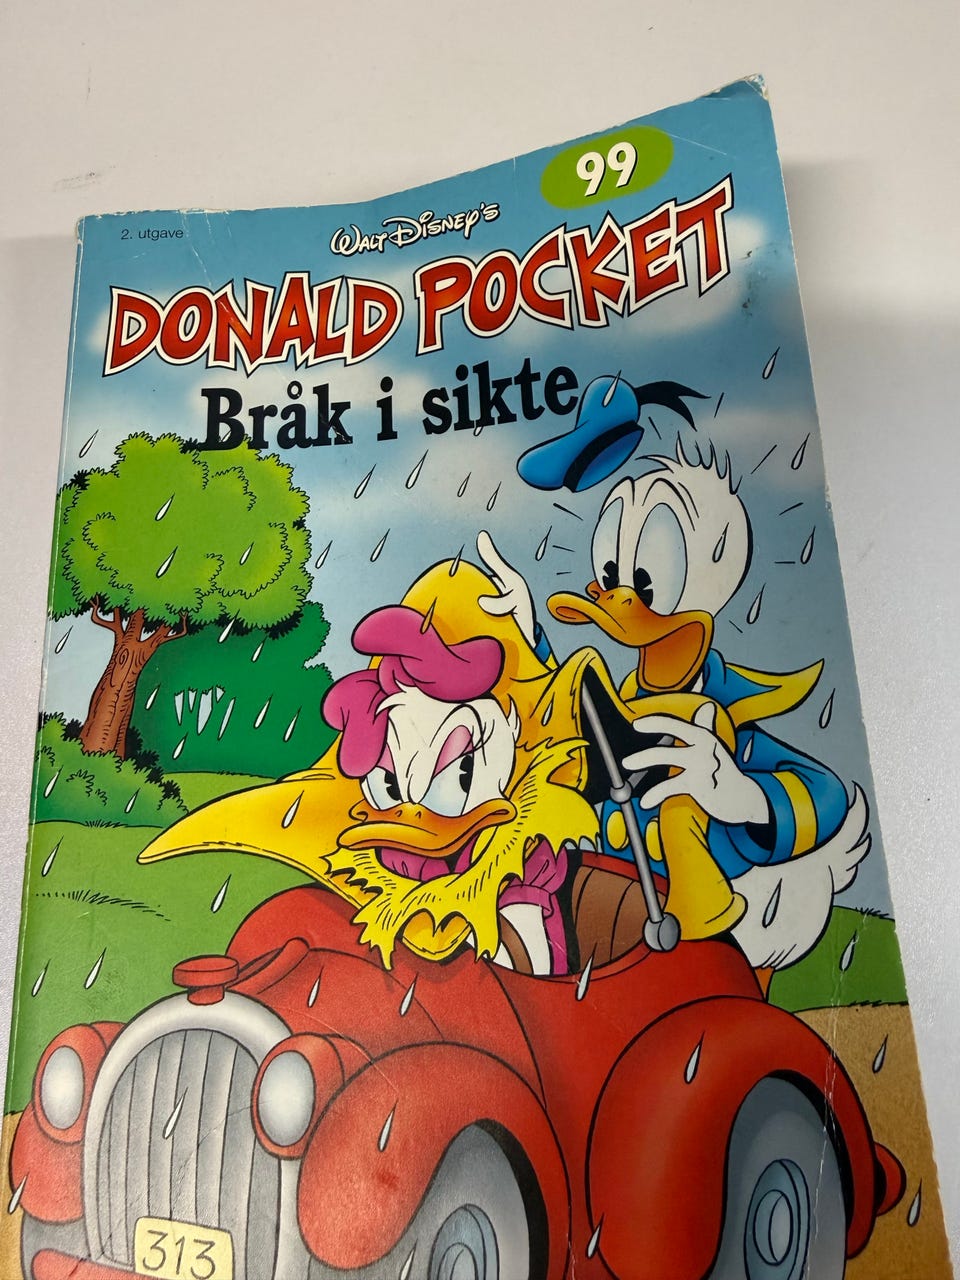 99
2. utgave
WALT DISNEY'S
DONALD POCKET
Bråk i sikte
313